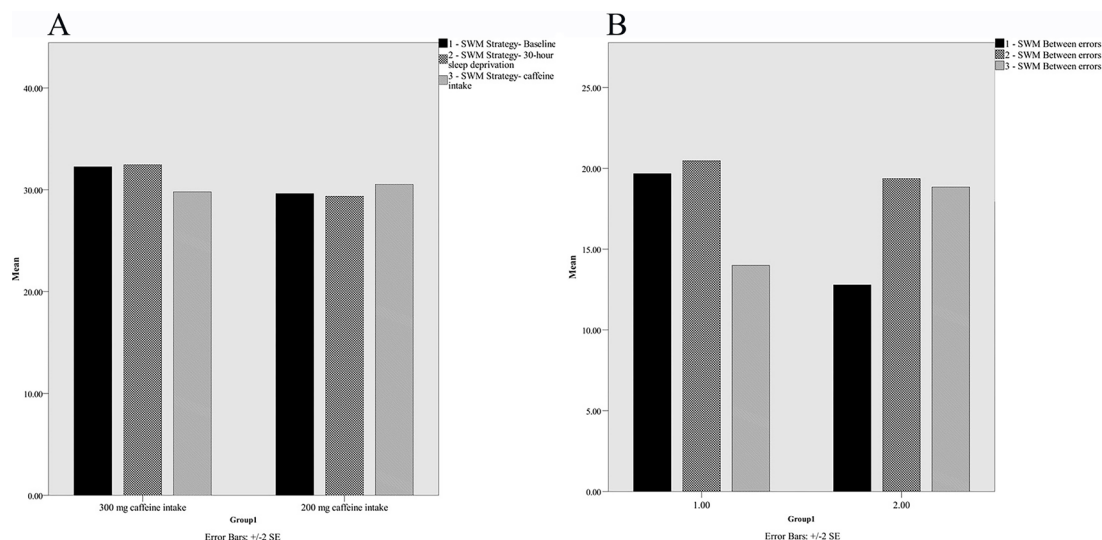 A
1 - SWM Strategy- Baseline
2 - SWM Strategy- 30-hour
sleep deprivation
3 - SWM Strategy- caffeine
intake
40.00
30.00
20.00
10.00
0.00
Mean
300 mg caffeine intake
200 mg caffeine intake
Group1
Error Bars: +/-2 SE
B
1 - SWM Between errors
2 - SWM Between errors
3 - SWM Between errors
25.00
20.00
15.00
10.00
5.00
0.00
Mean
1.00
2.00
Group1
Error Bars: +/-2 SE